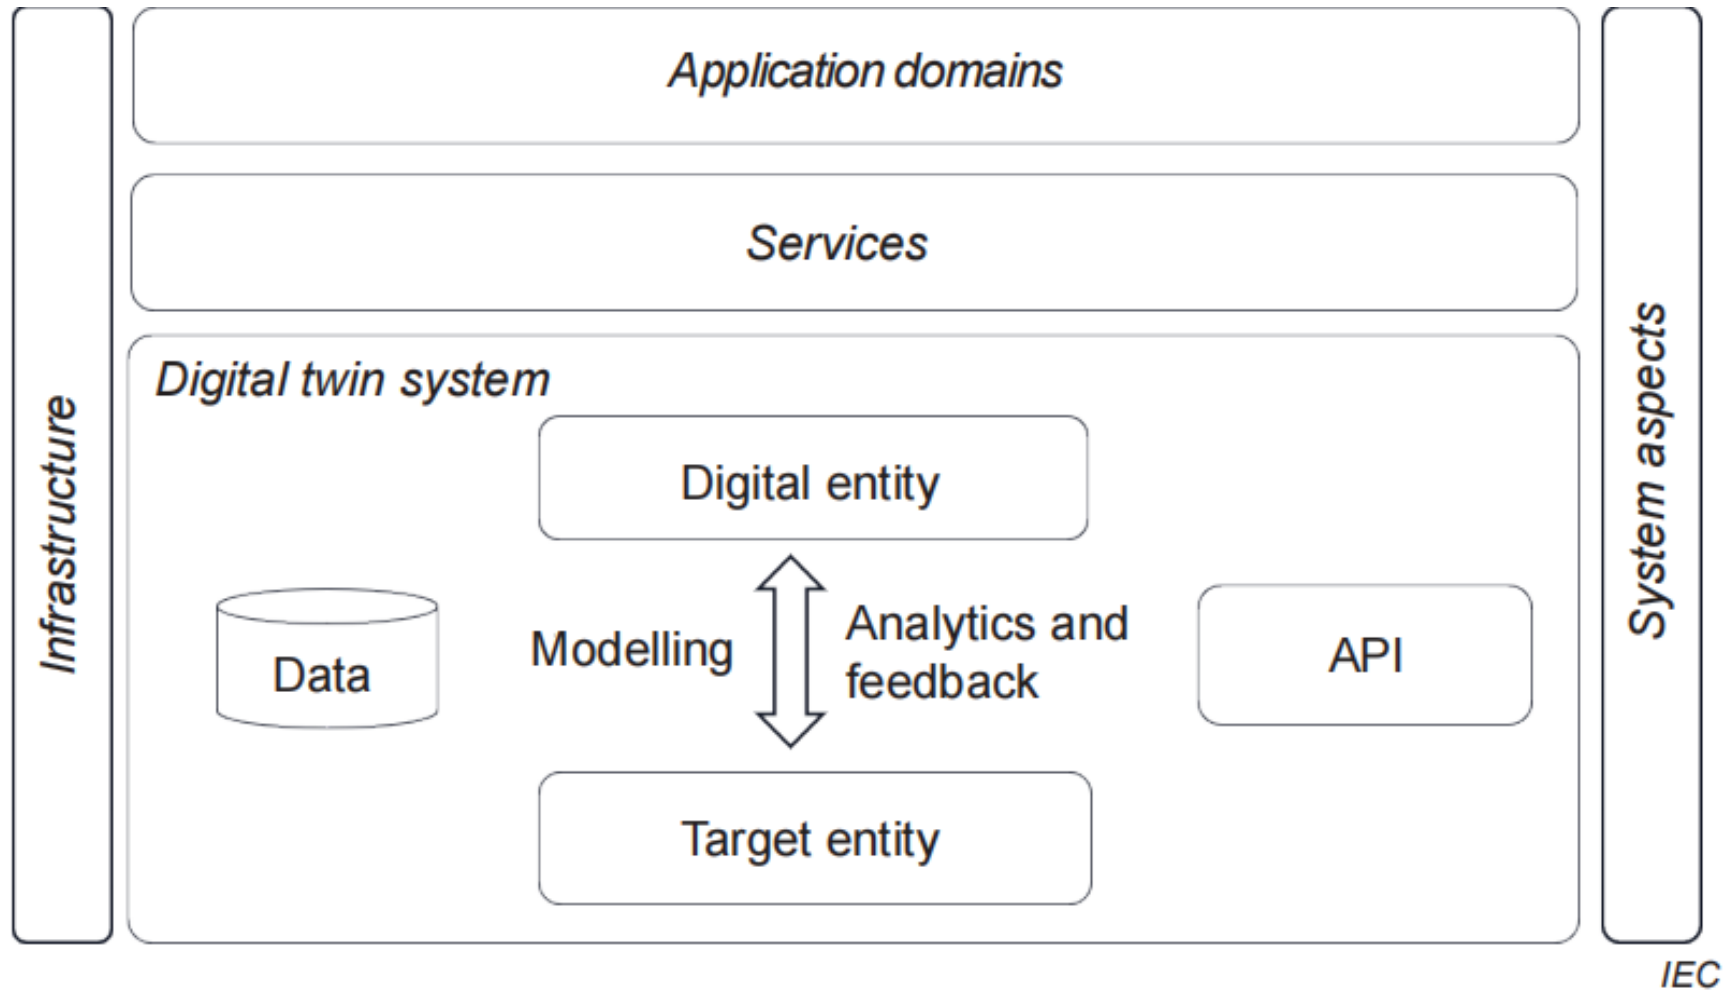 Application domains
Services
Infrastructure
System aspects
Digital twin system
Digital entity
Data
Modelling
Analytics and
feedback
API
Target entity
IEC